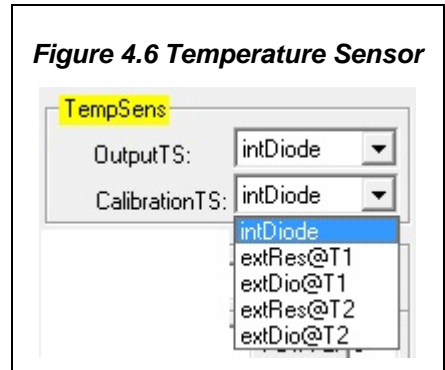 Figure 4.6 Temperature Sensor
TempSens
OutputTS: intDiode
CalibrationTS: intDiode
intDiode
extRes@T1
extDio@T1
extRes@T2
extDio@T2